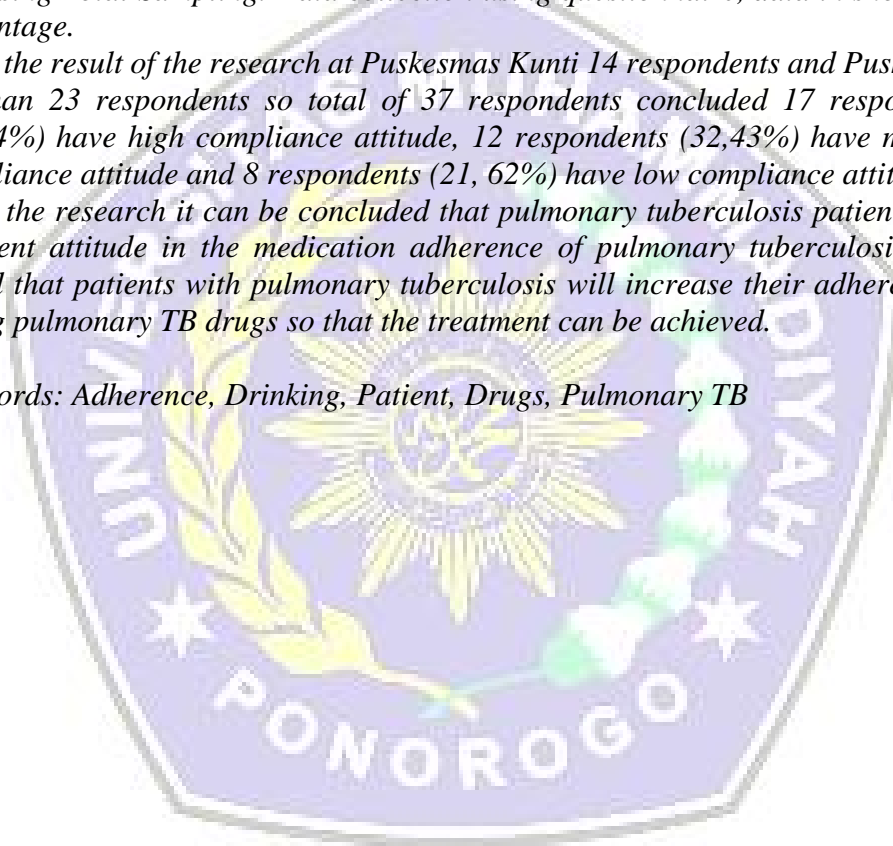 ntage.
the result of the research at Puskesmas Kunti 14 respondents and Pusk
an 23 respondents so total of 37 respondents concluded 17 respo
4%) have high compliance attitude, 12 respondents (32,43%) have m
liance attitude and 8 respondents (21, 62%) have low compliance attit
the research it can be concluded that pulmonary tuberculosis patien
ent attitude in the medication adherence of pulmonary tuberculosi
d that patients with pulmonary tuberculosis will increase their adhere
g pulmonary TB drugs so that the treatment can be achieved.
ords: Adherence, Drinking, Patient, Drugs, Pulmonary TB
PONOROGO